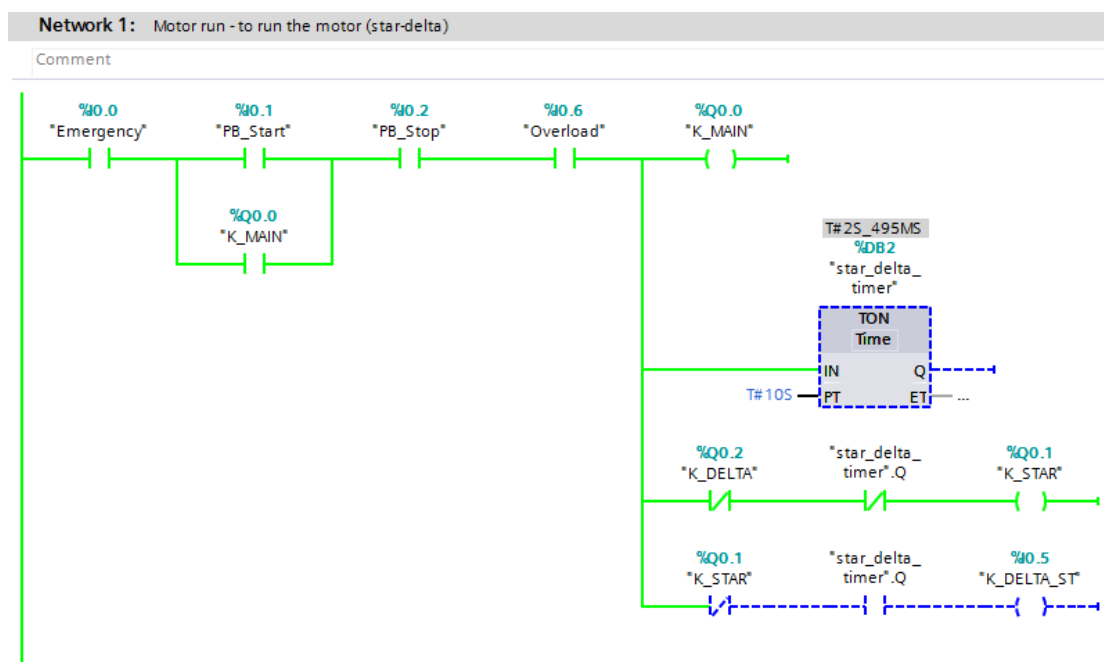 Network 1: Motor run - to run the motor (star-delta)
Comment
%I0.0 %I0.1 %I0.2 %I0.6 %Q0.0
"Emergency" "PB_Start" "PB_Stop" "Overload" "K_MAIN"
%Q0.0
"K_MAIN"
T#2S_495MS
%DB2
"star_delta_
timer"
TON
Time
IN Q
T#10S PT ET ...
%Q0.2 "star_delta_ %Q0.1
"K_DELTA" timer".Q "K_STAR"
%Q0.1 "star_delta_ %I0.5
"K_STAR" timer".Q "K_DELTA_ST"